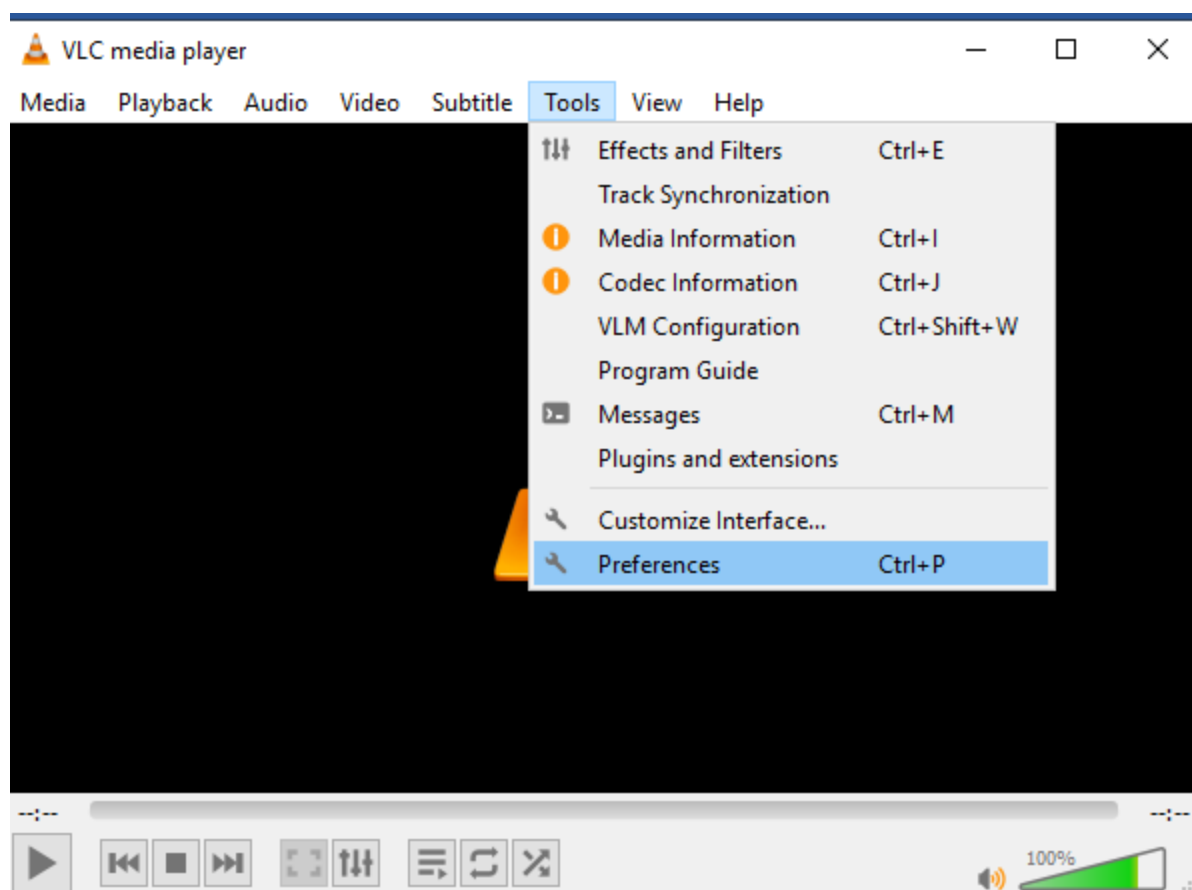 VLC media player
Media Playback Audio Video Subtitle Tools View Help
Effects and Filters Ctrl+E
Track Synchronization
Media Information Ctrl+I
Codec Information Ctrl+J
VLM Configuration Ctrl+Shift+W
Program Guide
Messages Ctrl+M
Plugins and extensions
Customize Interface...
Preferences Ctrl+P
--:-- --:--
100%